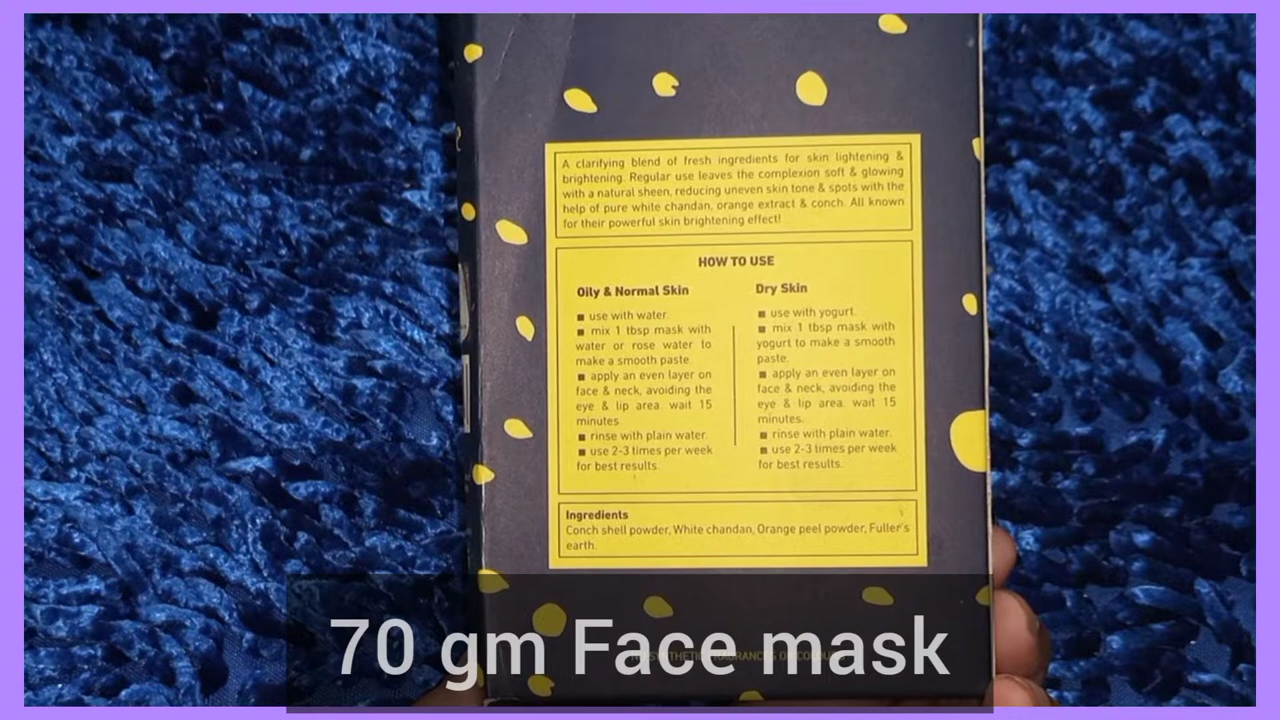 A clarifying blend of fresh ingredients for skin lightening &
brightening. Regular use leaves the complexion soft & glowing
with a natural sheen, reducing uneven skin tone & spots with the
help of pure white chandan, orange extract & conch. All known
for their powerful skin brightening effect!
HOW TO USE
Oily & Normal Skin
■ use with water.
■ mix 1 tbsp mask with
water or rose water to
make a smooth paste.
■ apply an even layer on
face & neck, avoiding the
eye & lip area. wait 15
minutes
■ rinse with plain water.
■ use 2-3 times per week
for best results.
Dry Skin
■ use with yogurt.
■ mix 1 tbsp mask with
yogurt to make a smooth
paste.
■ apply an even layer on
face & neck, avoiding the
eye & lip area. wait 15
minutes.
■ rinse with plain water.
■ use 2-3 times per week
for best results.
Ingredients
Conch shell powder, White chandan, Orange peel powder, Fuller's
earth.
70 gm Face mask